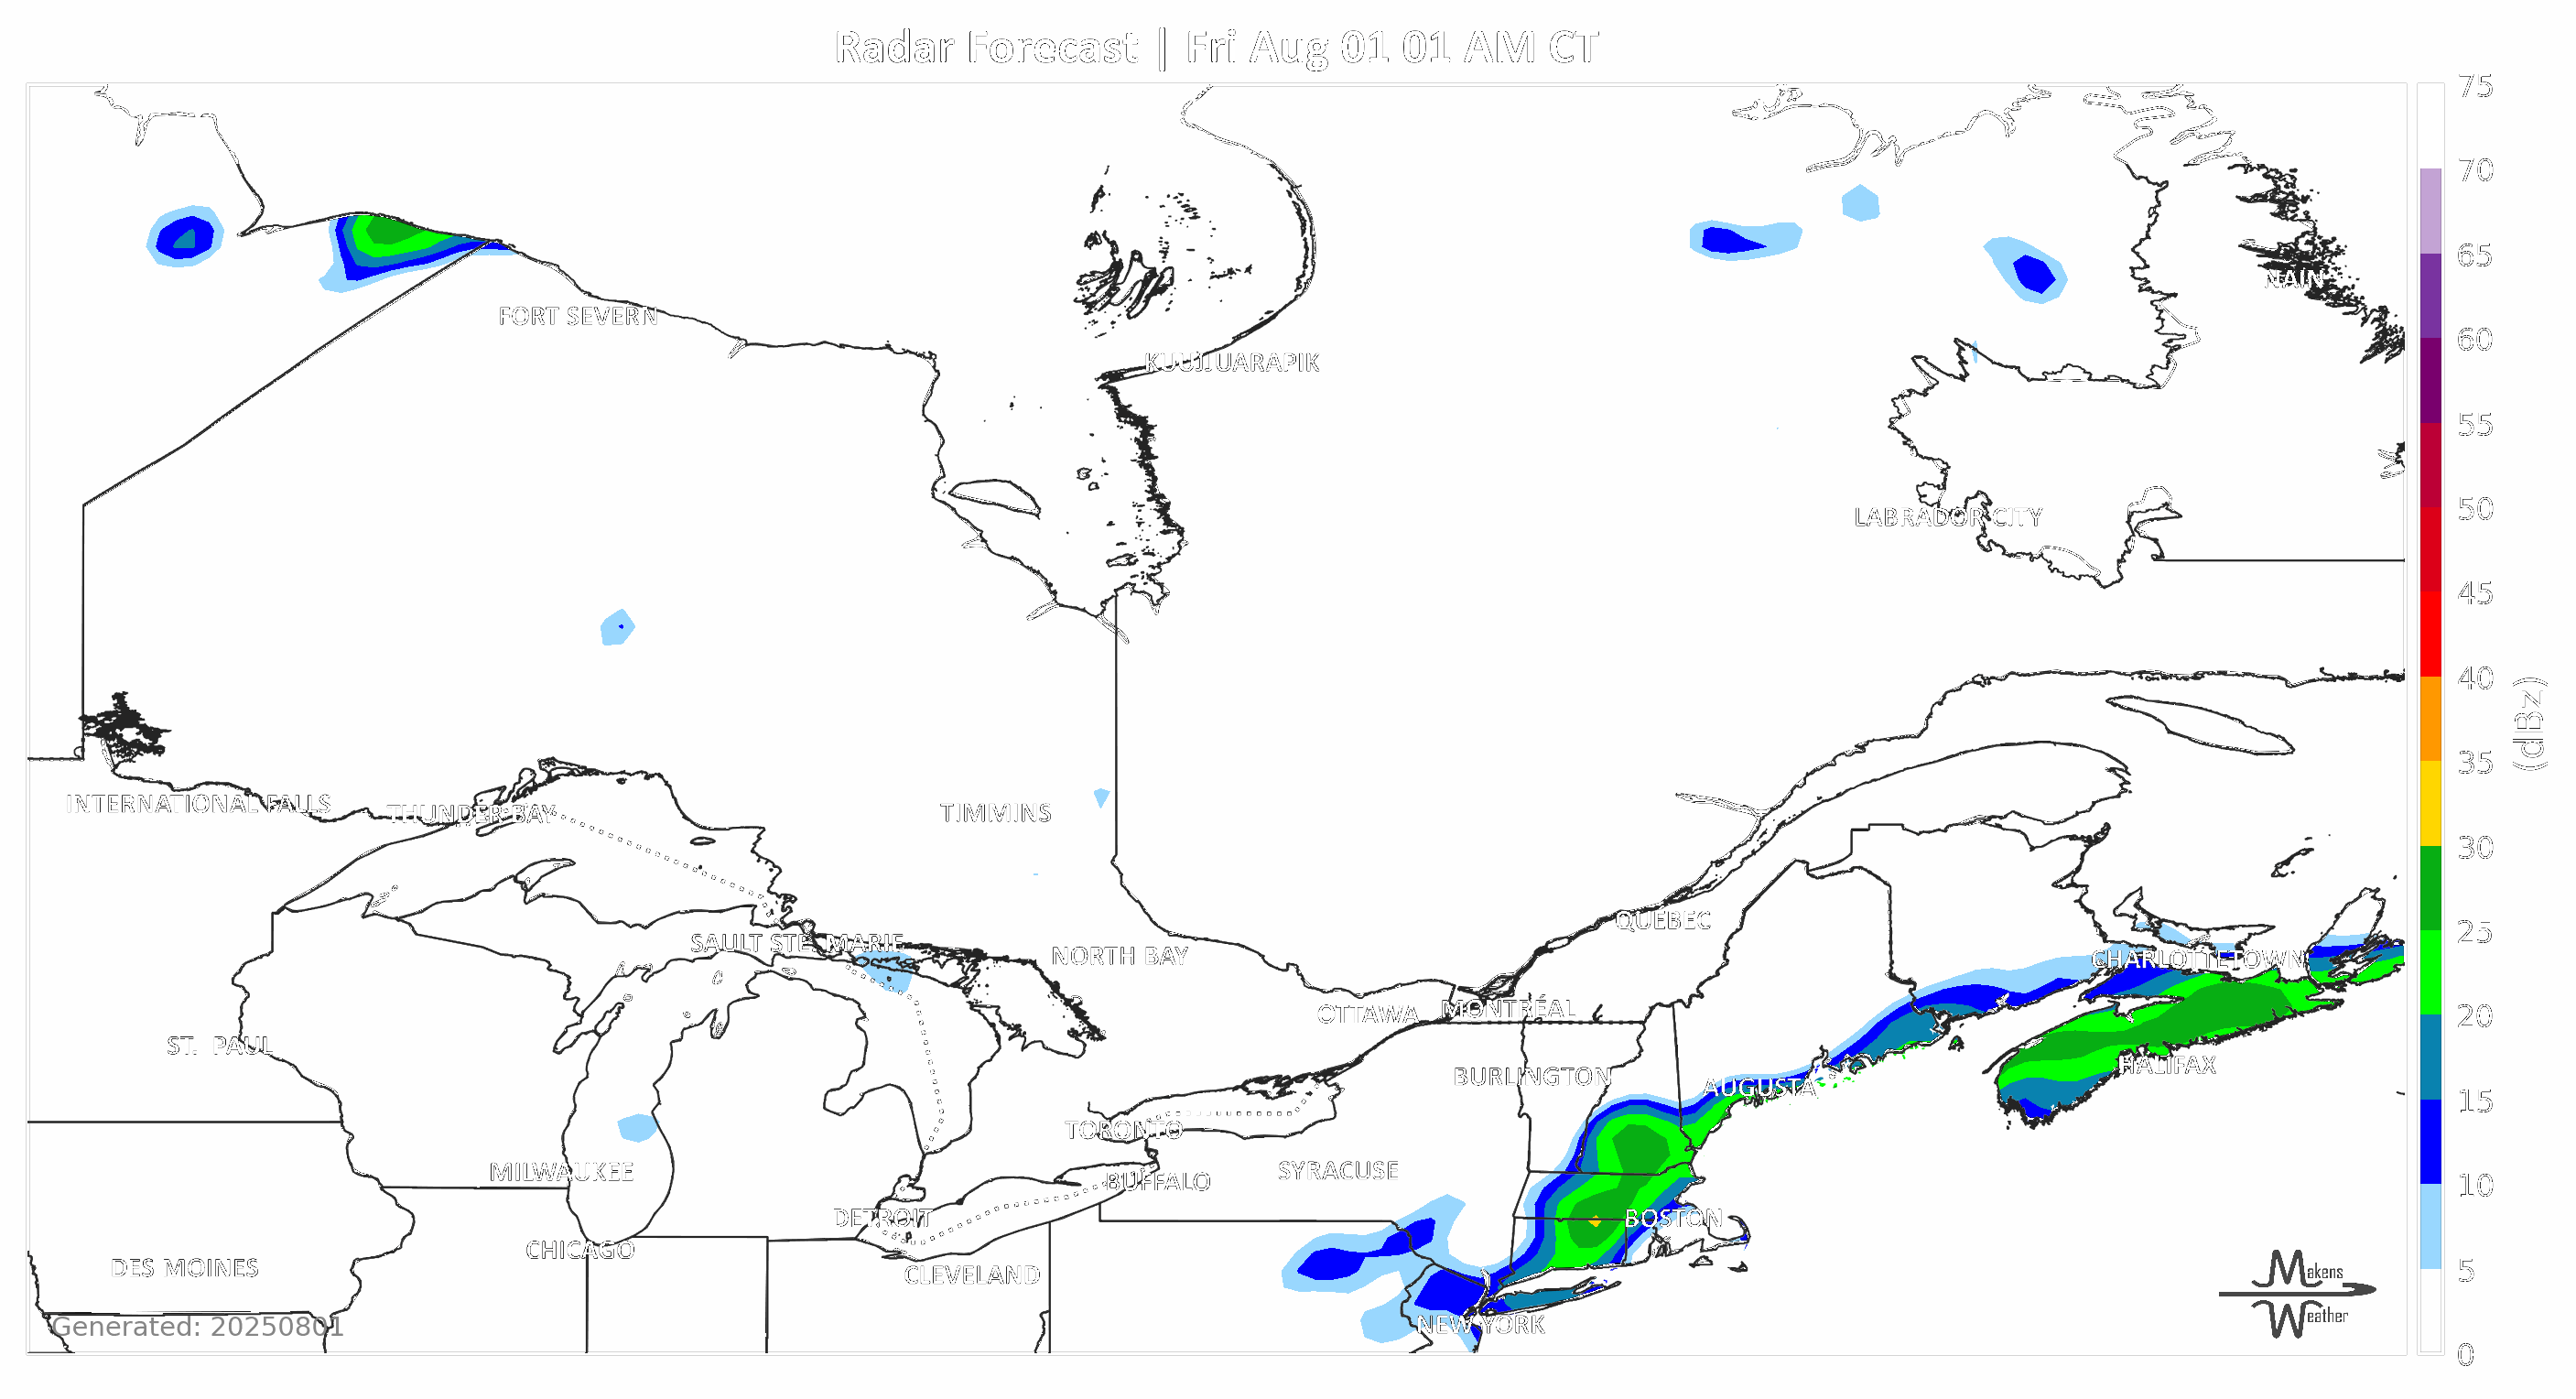 Radar Forecast | Fri Aug 01 01 AM CT
75
70
65
60
55
50
45
40
35
30
25
20
15
10
5
0
(dBz)
NAIN
FORT SEVERN
KUUJJUARAPIK
LABRADOR CITY
INTERNATIONAL FALLS
THUNDER BAY
TIMMINS
QUEBEC
SAULT STE. MARIE
NORTH BAY
CHARLOTTETOWN
OTTAWA
MONTRÉAL
ST. PAUL
HALIFAX
BURLINGTON
AUGUSTA
TORONTO
MILWAUKEE
SYRACUSE
BUFFALO
DETROIT
BOSTON
CHICAGO
DES MOINES
CLEVELAND
NEW YORK
Generated: 20250801
Makens
Weather